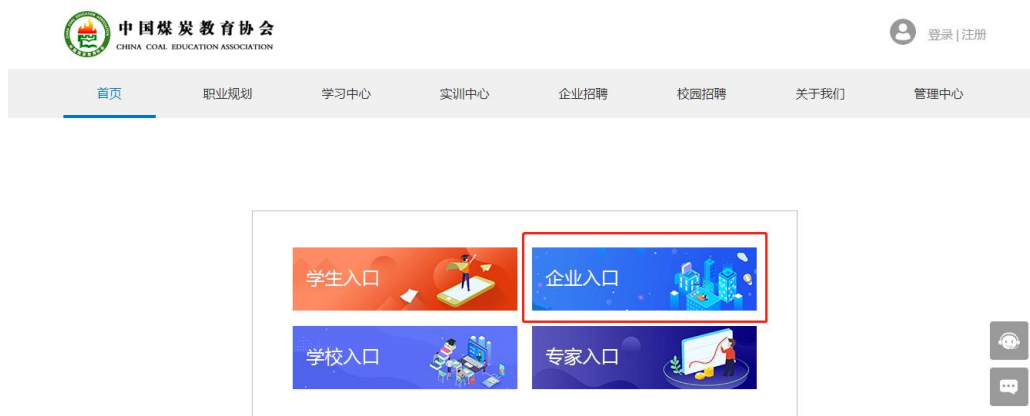 中国煤炭教育协会
CHINA COAL EDUCATION ASSOCIATION
登录|注册
首页 职业规划 学习中心 实训中心 企业招聘 校园招聘 关于我们 管理中心
学生入口 企业入口
学校入口 专家入口